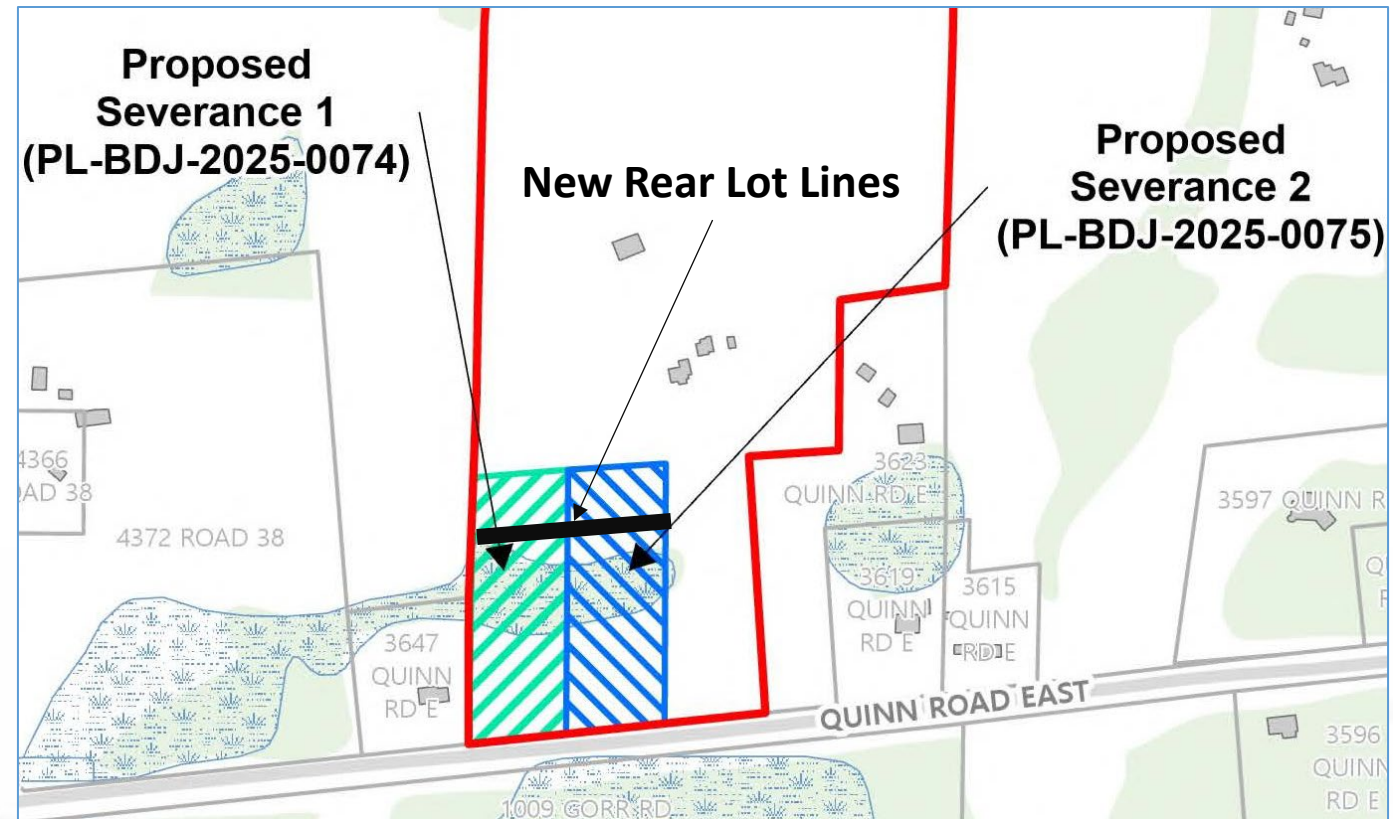 Proposed
Severance 1
(PL-BDJ-2025-0074)
New Rear Lot Lines
Proposed
Severance 2
(PL-BDJ-2025-0075)
4366
AD 38
4372 ROAD 38
3647
QUINN
RD E
3623
QUINN RD E
3619
QUINN
RD E
3615
QUINN
RD E
3597 QUINN R
QUINN ROAD EAST
1009 GORR RD
3596
QUINN
RD E